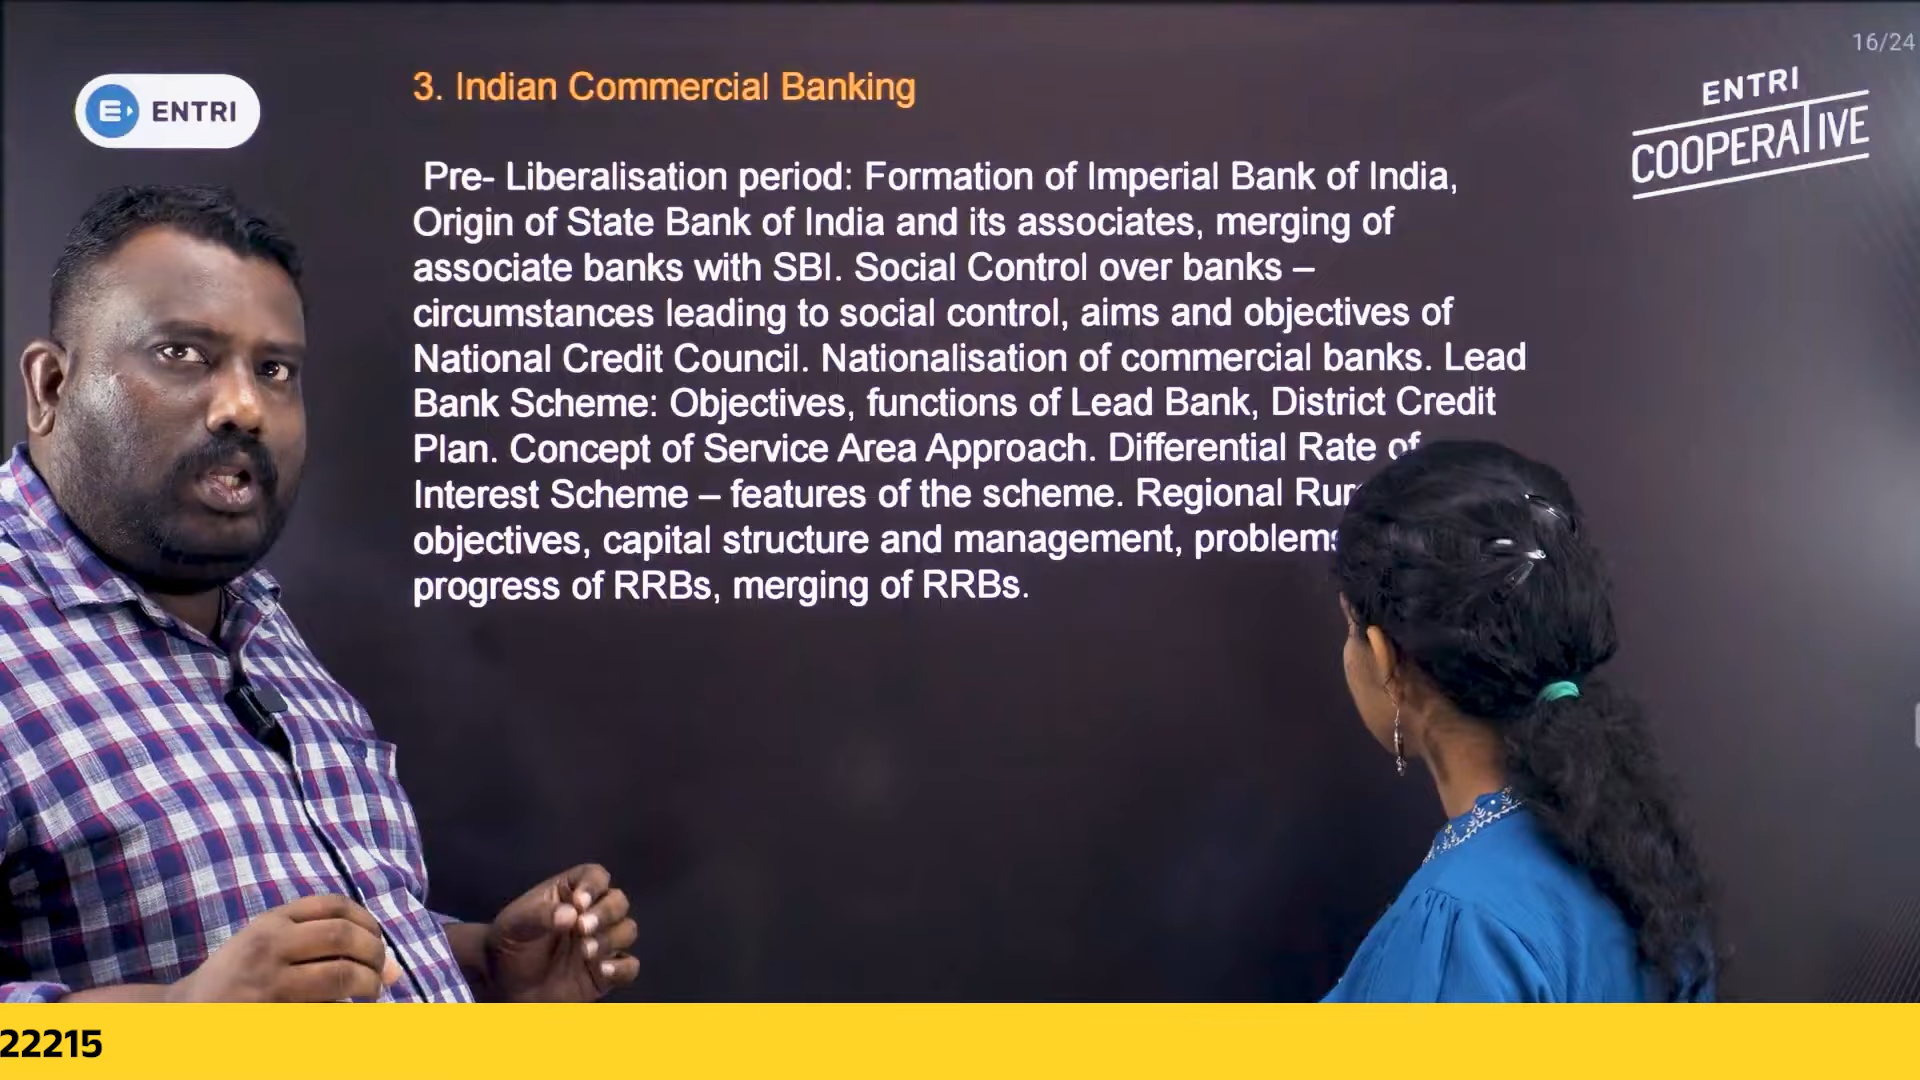 16/24
ENTRI
3. Indian Commercial Banking
ENTRI
COOPERATIVE
Pre- Liberalisation period: Formation of Imperial Bank of India,
Origin of State Bank of India and its associates, merging of
associate banks with SBI. Social Control over banks –
circumstances leading to social control, aims and objectives of
National Credit Council. Nationalisation of commercial banks. Lead
Bank Scheme: Objectives, functions of Lead Bank, District Credit
Plan. Concept of Service Area Approach. Differential Rate of
Interest Scheme – features of the scheme. Regional
objectives, capital structure and management,
progress of RRBs, merging of RRBs.
22215